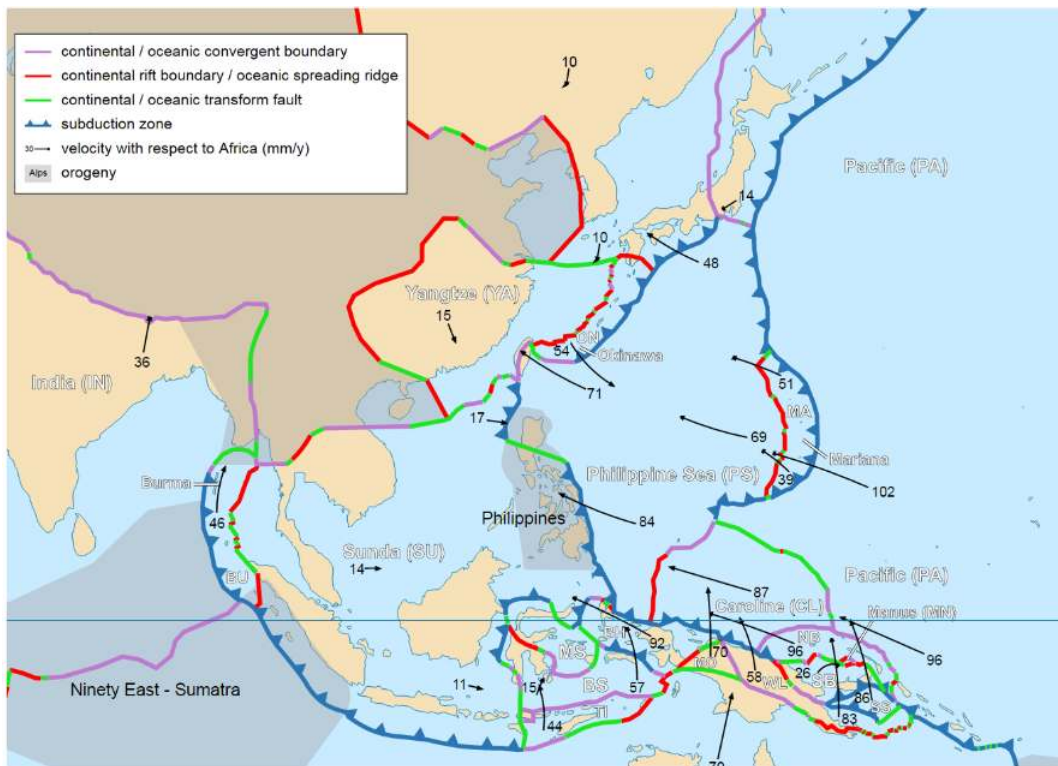 continental / oceanic convergent boundary
continental rift boundary / oceanic spreading ridge
continental / oceanic transform fault
subduction zone
30 velocity with respect to Africa (mm/y)
Alps orogeny
10
Pacific (PA)
14
10
48
Yangtze (YA)
15
ON
54
Okinawa
36
India (IN)
71
51
17
MA
69
Mariana
39
102
Burma
46
Philippine Sea (PS)
Philippines
84
Sunda (SU)
14
BU
87
Pacific (PA)
Caroline (CL)
Manus (MN)
BH
92
MS
96
NB
96
70
MO
58
WL
26
SB
Ninety East - Sumatra
11
15
BS
57
86
SS
TI
44
83
70